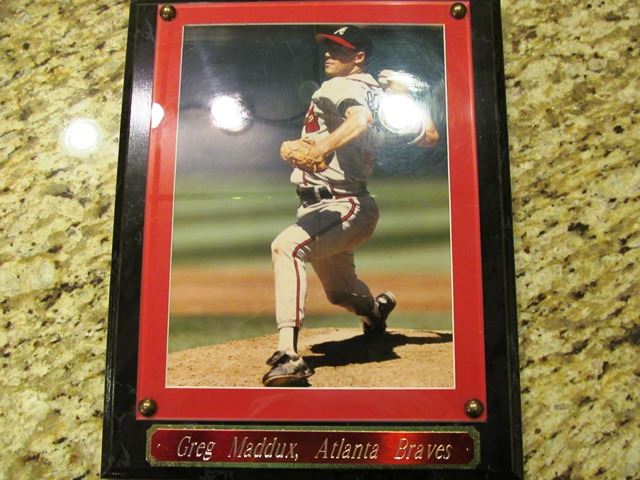 A
Greg Maddux, Atlanta Braves